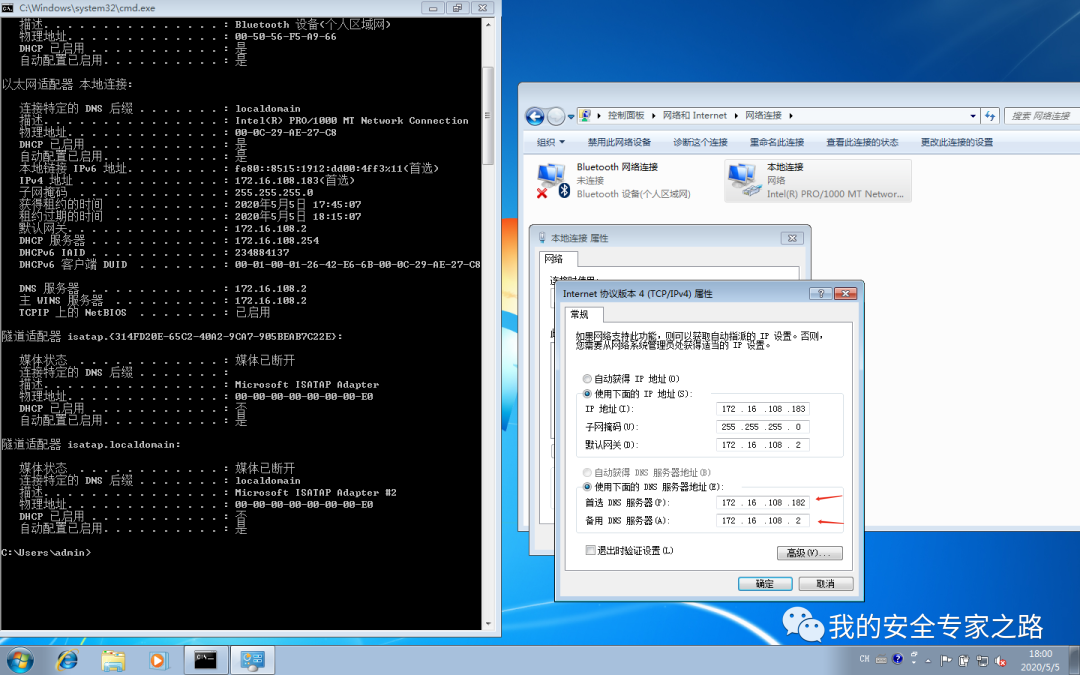 C:\Windows\system32\cmd.exe
描述. . . . . . . . . . . . . . . : Bluetooth 设备(个人区域网)
物理地址. . . . . . . . . . . . . : 00-50-56-F5-A9-66
DHCP 已启用 . . . . . . . . . . . : 是
自动配置已启用. . . . . . . . . . : 是
以太网适配器 本地连接:
连接特定的 DNS 后缀 . . . . . . . : localdomain
描述. . . . . . . . . . . . . . . : Intel(R) PRO/1000 MT Network Connection
物理地址. . . . . . . . . . . . . : 00-0C-29-AE-27-C8
DHCP 已启用 . . . . . . . . . . . : 是
自动配置已启用. . . . . . . . . . : 是
本地链接 IPv6 地址. . . . . . . . : fe80::8515:1912:dd00:4ff3%11(首选)
IPv4 地址 . . . . . . . . . . . . : 172.16.108.183(首选)
子网掩码 . . . . . . . . . . . . : 255.255.255.0
获得租约的时间 . . . . . . . . . : 2020年5月5日 17:45:07
租约过期的时间 . . . . . . . . . : 2020年5月5日 18:15:07
默认网关. . . . . . . . . . . . . : 172.16.108.2
DHCP 服务器 . . . . . . . . . . . : 172.16.108.254
DHCPv6 IAID . . . . . . . . . . . : 234884137
DHCPv6 客户端 DUID . . . . . . . : 00-01-00-01-26-42-E6-6B-00-0C-29-AE-27-C8
DNS 服务器 . . . . . . . . . . . : 172.16.108.2
主 WINS 服务器 . . . . . . . . . : 172.16.108.2
TCPIP 上的 NetBIOS . . . . . . . : 已启用
隧道适配器 isatap.{314FD20E-65C2-40A2-9CA7-905BEAB7C22E}:
媒体状态 . . . . . . . . . . . . : 媒体已断开
连接特定的 DNS 后缀 . . . . . . . :
描述. . . . . . . . . . . . . . . : Microsoft ISATAP Adapter
物理地址. . . . . . . . . . . . . : 00-00-00-00-00-00-00-E0
DHCP 已启用 . . . . . . . . . . . : 否
自动配置已启用. . . . . . . . . . : 是
隧道适配器 isatap.localdomain:
媒体状态 . . . . . . . . . . . . : 媒体已断开
连接特定的 DNS 后缀 . . . . . . . : localdomain
描述. . . . . . . . . . . . . . . : Microsoft ISATAP Adapter #2
物理地址. . . . . . . . . . . . . : 00-00-00-00-00-00-00-E0
DHCP 已启用 . . . . . . . . . . . : 否
自动配置已启用. . . . . . . . . . : 是
C:\Users\admin>
控制面板 网络和 Internet 网络连接
搜索 网络连接
组织 禁用此网络设备 诊断这个连接 重命名此连接 查看此连接的状态 更改此连接的设置
Bluetooth 网络连接
未连接
Bluetooth 设备(个人区域网)
本地连接
网络
Intel(R) PRO/1000 MT Networ...
本地连接 属性
网络
Internet 协议版本 4 (TCP/IPv4) 属性
常规
如果网络支持此功能，则可以获取自动指派的 IP 设置。否则，
您需要从网络系统管理员处获得适当的 IP 设置。
自动获得 IP 地址(O)
使用下面的 IP 地址(S):
IP 地址(I): 172 . 16 .108 .183
子网掩码(U): 255 .255 .255 . 0
默认网关(D): 172 . 16 .108 . 2
自动获得 DNS 服务器地址(B)
使用下面的 DNS 服务器地址(E):
首选 DNS 服务器(P): 172 . 16 .108 .182
备用 DNS 服务器(A): 172 . 16 .108 . 2
退出时验证设置(L)
高级(V)...
确定 取消
我的安全专家之路
CH
18:00
2020/5/5